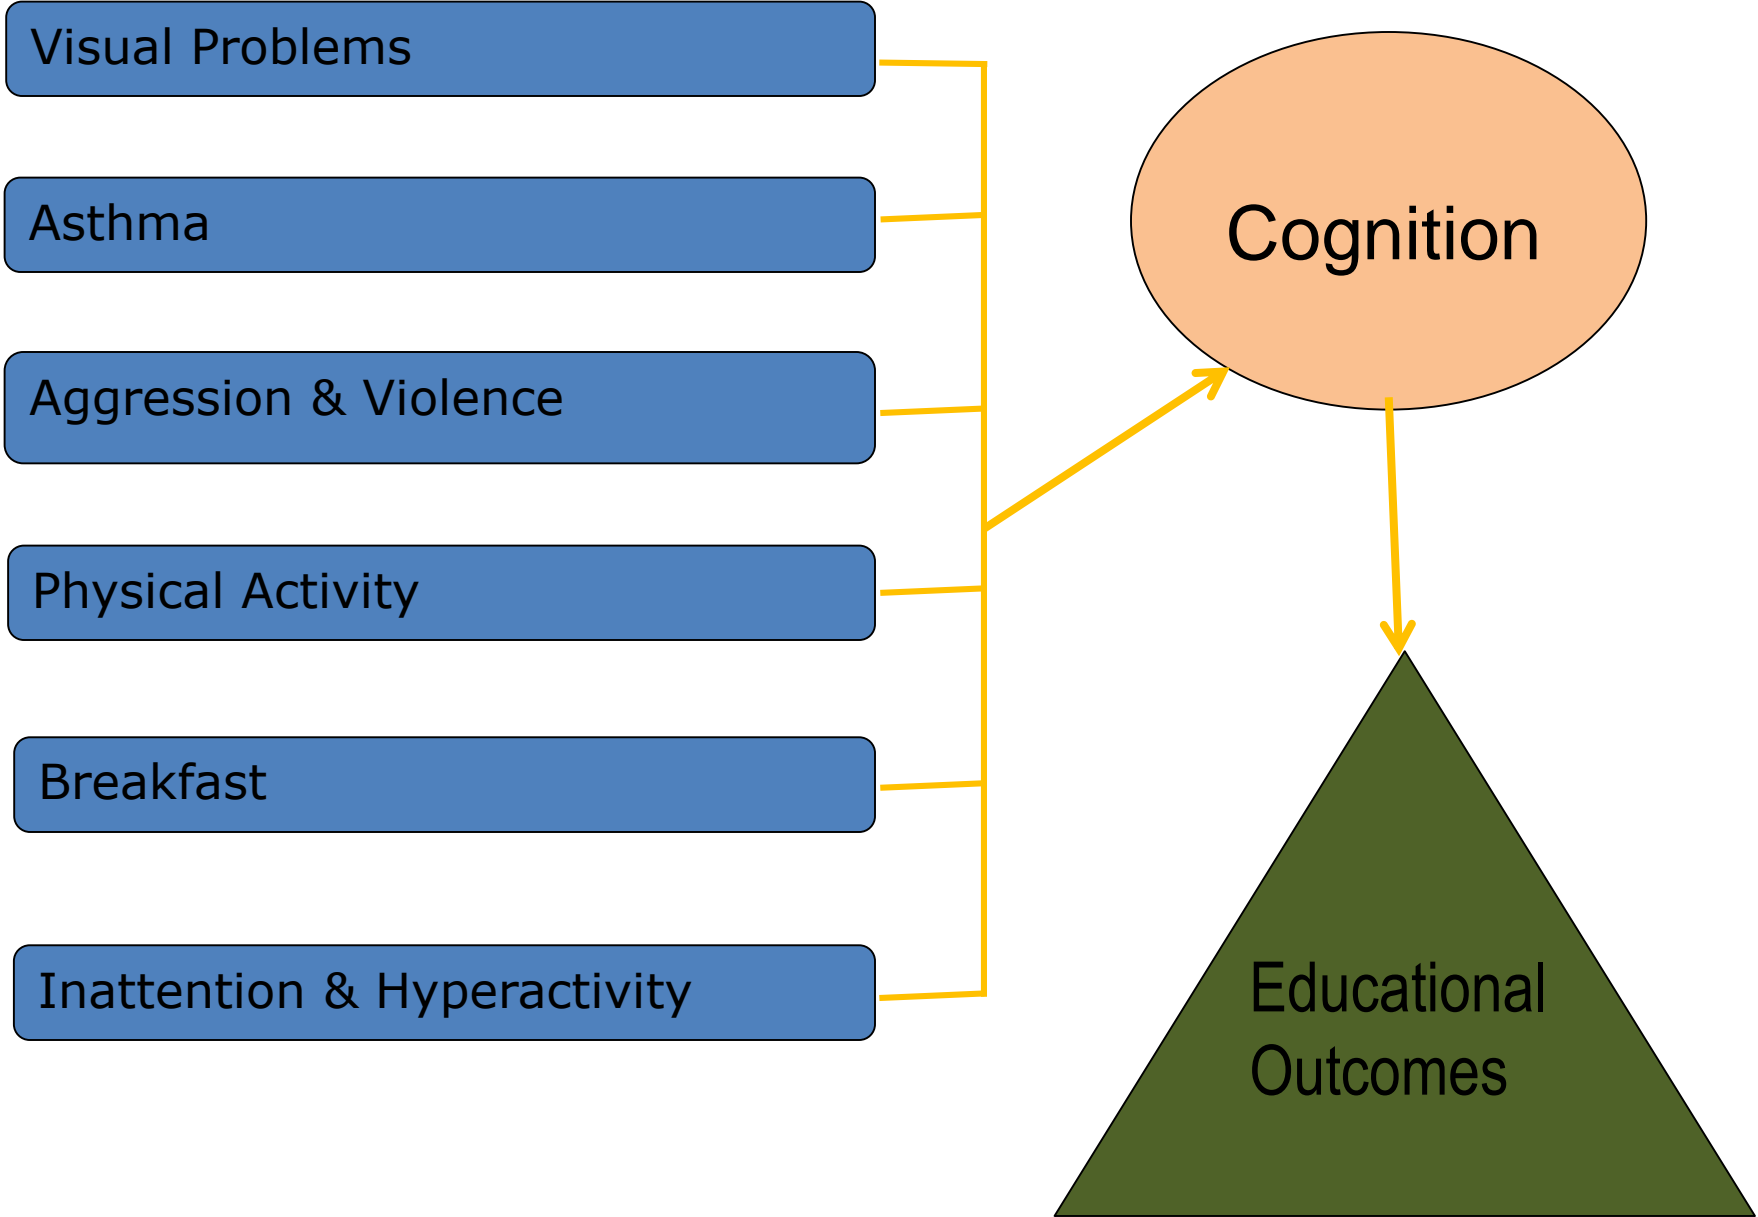 Visual Problems
Asthma
Aggression & Violence
Physical Activity
Breakfast
Inattention & Hyperactivity
Cognition
Educational
Outcomes